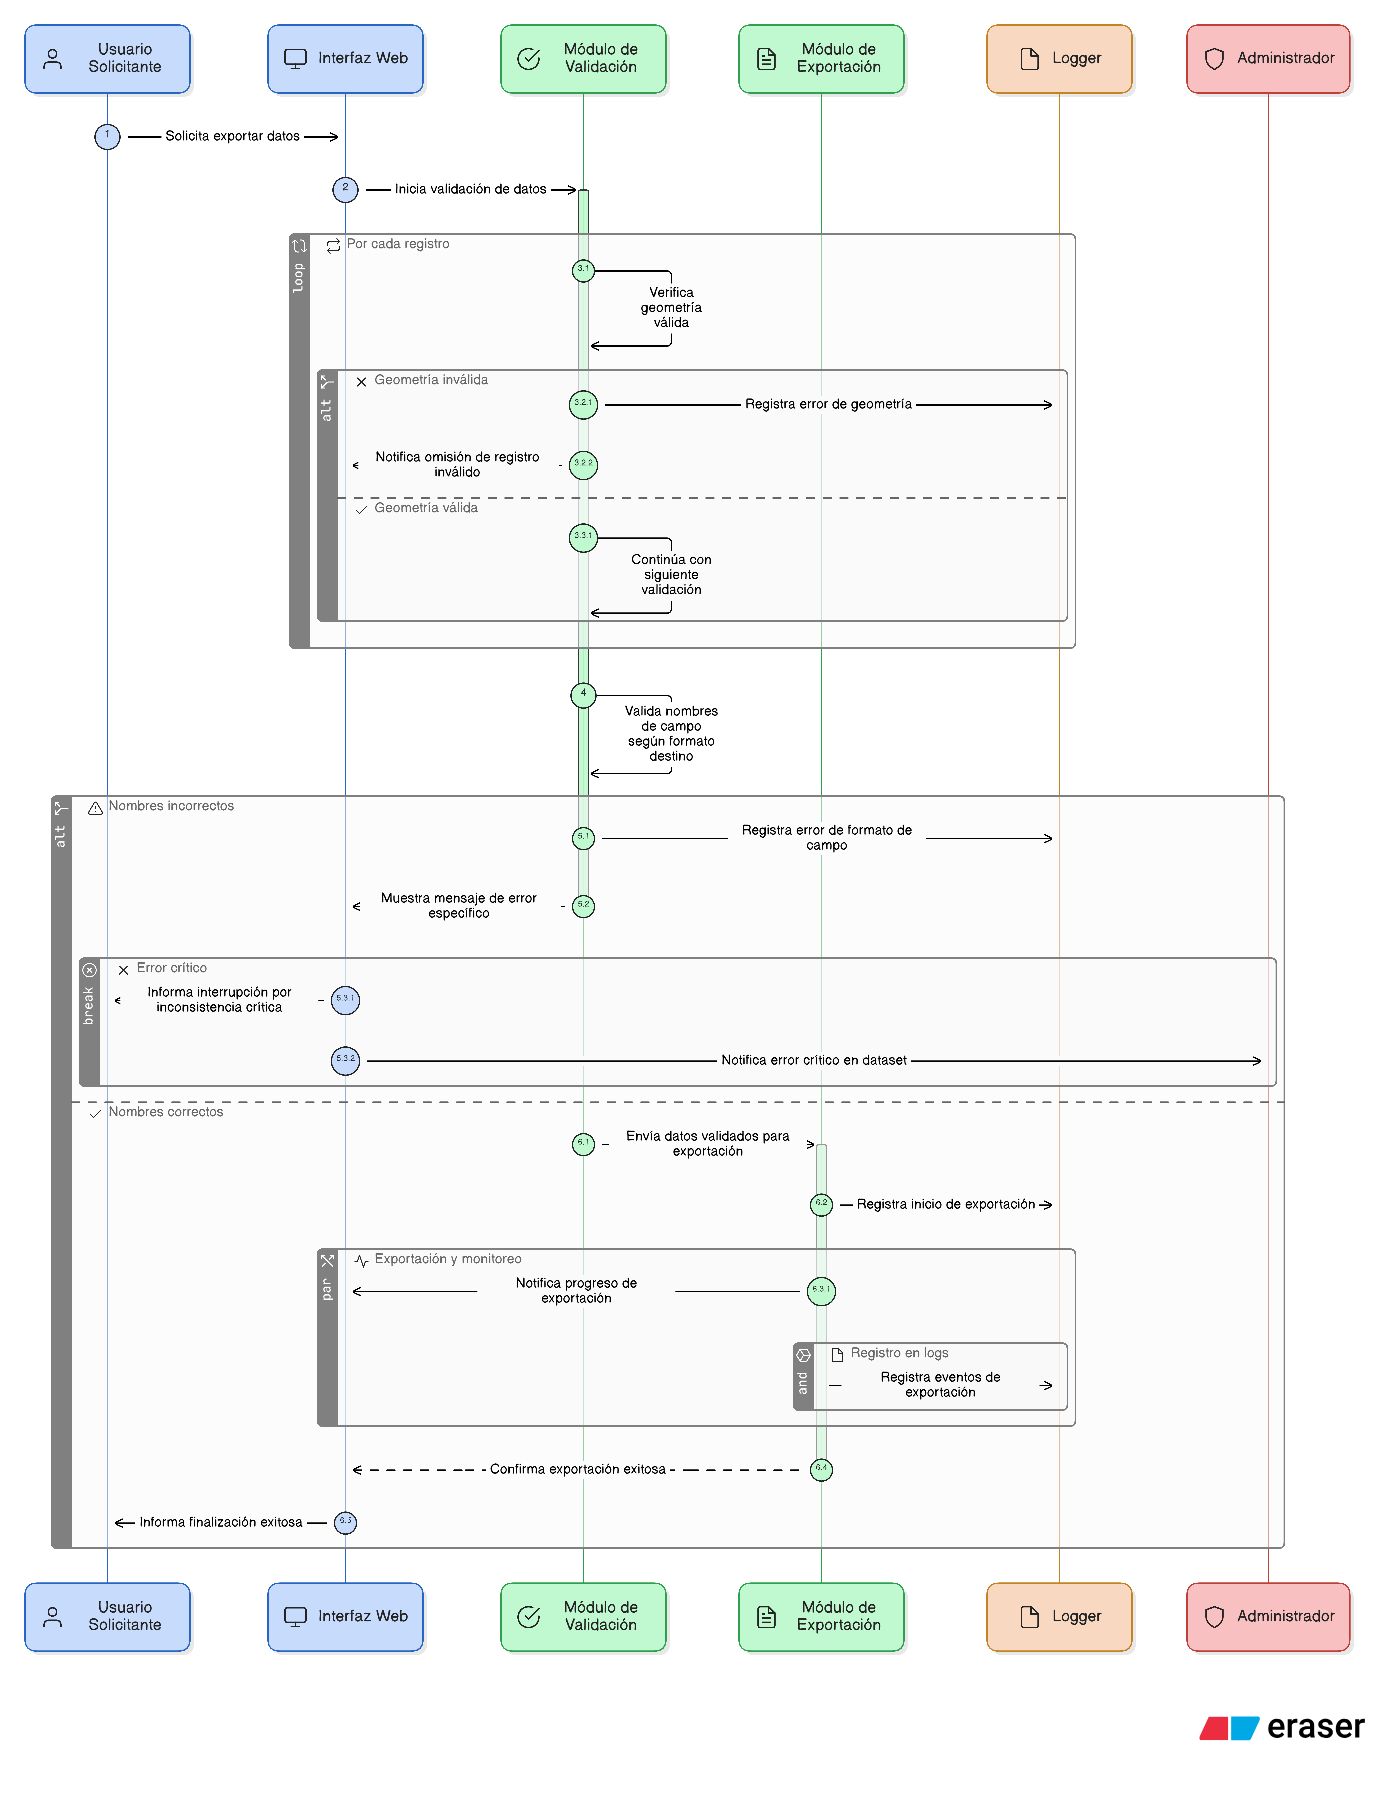 Usuario
Solicitante
Interfaz Web
Módulo de
Validación
Módulo de
Exportación
Logger
Administrador
1
Solicita exportar datos
2
Inicia validación de datos
loop
Por cada registro
3.1
Verifica
geometría
válida
alt
Geometría inválida
3.2.1
Registra error de geometría
3.2.2
Notifica omisión de registro
inválido
Geometría válida
3.3.1
Continúa con
siguiente
validación
4
Valida nombres
de campo
según formato
destino
alt
Nombres incorrectos
5.1
Registra error de formato de
campo
5.2
Muestra mensaje de error
específico
break
Error crítico
5.3.1
Informa interrupción por
inconsistencia crítica
5.3.2
Notifica error crítico en dataset
Nombres correctos
6.1
Envía datos validados para
exportación
6.2
Registra inicio de exportación
par
Exportación y monitoreo
6.3.1
Notifica progreso de
exportación
and
Registro en logs
Registra eventos de
exportación
6.4
Confirma exportación exitosa
6.5
Informa finalización exitosa
Usuario
Solicitante
Interfaz Web
Módulo de
Validación
Módulo de
Exportación
Logger
Administrador
eraser